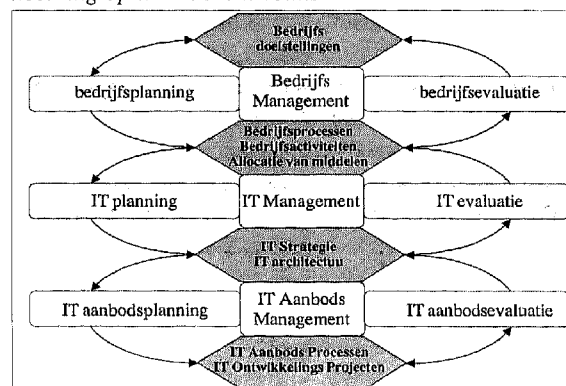 Bedrijfs
doelstellingen
bedrijfsplanning
Bedrijfs
Management
bedrijfsevaluatie
Bedrijfsprocessen
Bedrijfsactiviteiten
Allocatie van middelen
IT planning
IT Management
IT evaluatie
IT Strategie
IT architectuu
IT aanbodsplanning
IT Aanbods
Management
IT aanbodsevaluatie
IT Aanbods Processen
IT Ontwikkelings Projecten